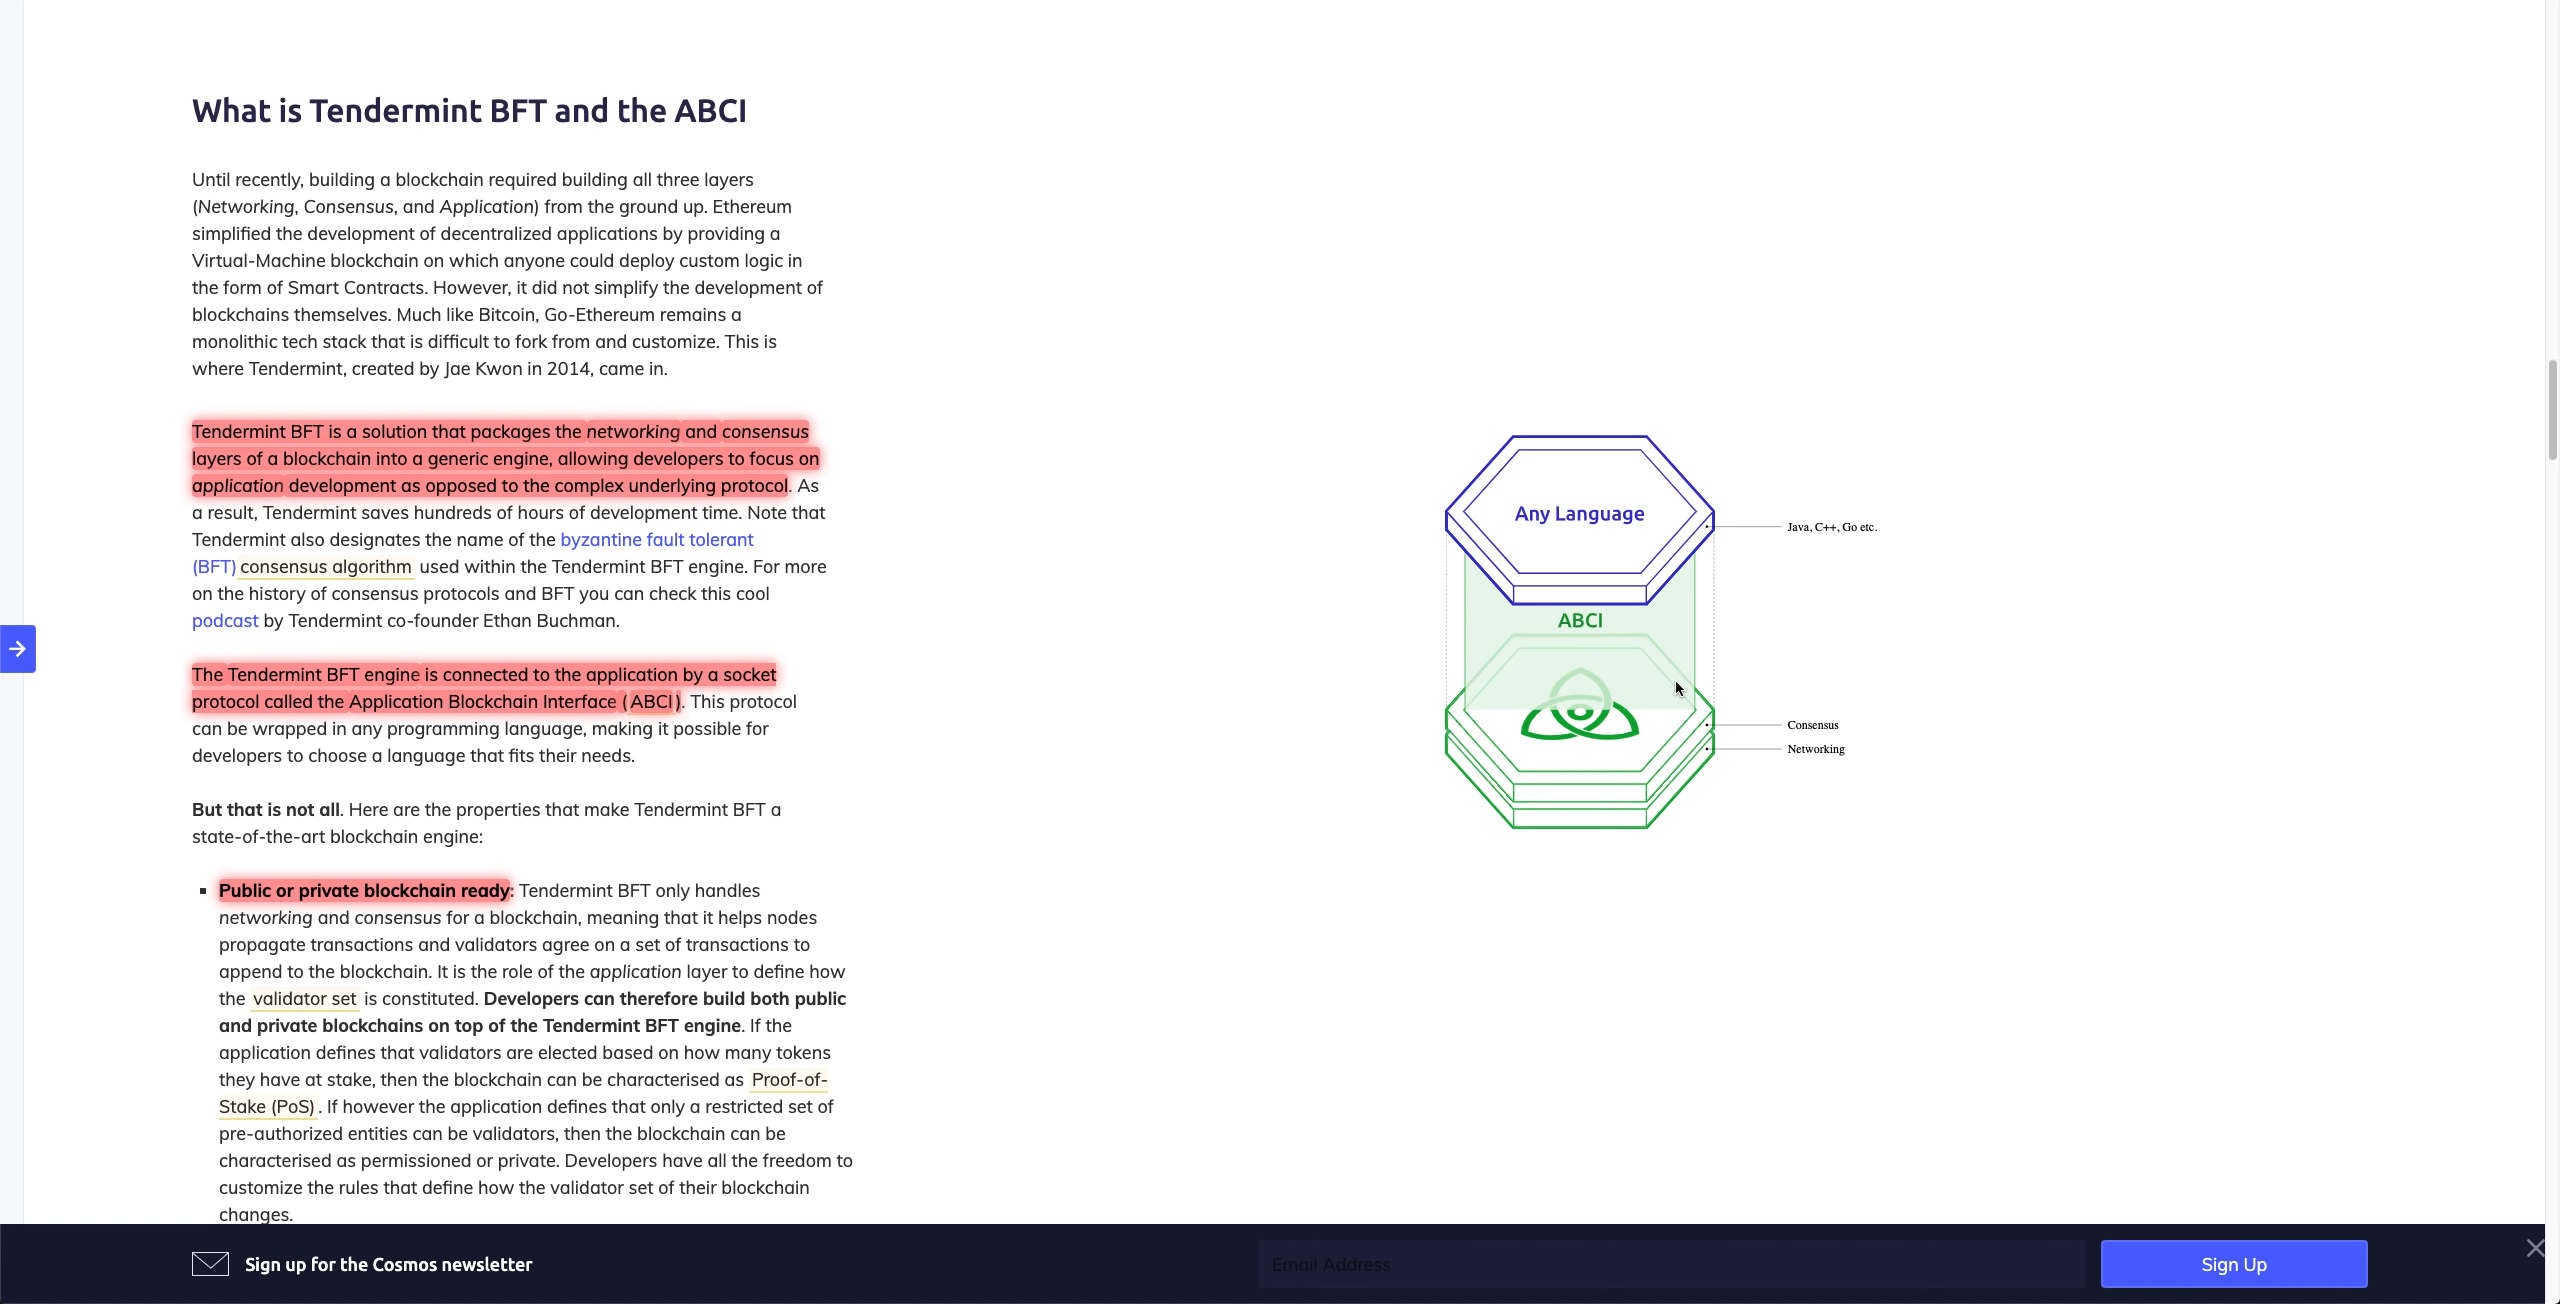 What is Tendermint BFT and the ABCI
Until recently, building a blockchain required building all three layers
(Networking, Consensus, and Application) from the ground up. Ethereum
simplified the development of decentralized applications by providing a
Virtual-Machine blockchain on which anyone could deploy custom logic in
the form of Smart Contracts. However, it did not simplify the development of
blockchains themselves. Much like Bitcoin, Go-Ethereum remains a
monolithic tech stack that is difficult to fork from and customize. This is
where Tendermint, created by Jae Kwon in 2014, came in.
Tendermint BFT is a solution that packages the networking and consensus
layers of a blockchain into a generic engine, allowing developers to focus on
application development as opposed to the complex underlying protocol. As
a result, Tendermint saves hundreds of hours of development time. Note that
Tendermint also designates the name of the byzantine fault tolerant
(BFT) consensus algorithm used within the Tendermint BFT engine. For more
on the history of consensus protocols and BFT you can check this cool
podcast by Tendermint co-founder Ethan Buchman.
The Tendermint BFT engine is connected to the application by a socket
protocol called the Application Blockchain Interface (ABCI). This protocol
can be wrapped in any programming language, making it possible for
developers to choose a language that fits their needs.
But that is not all. Here are the properties that make Tendermint BFT a
state-of-the-art blockchain engine:
Public or private blockchain ready: Tendermint BFT only handles
networking and consensus for a blockchain, meaning that it helps nodes
propagate transactions and validators agree on a set of transactions to
append to the blockchain. It is the role of the application layer to define how
the validator set is constituted. Developers can therefore build both public
and private blockchains on top of the Tendermint BFT engine. If the
application defines that validators are elected based on how many tokens
they have at stake, then the blockchain can be characterised as Proof-of-
Stake (PoS). If however the application defines that only a restricted set of
pre-authorized entities can be validators, then the blockchain can be
characterised as permissioned or private. Developers have all the freedom to
customize the rules that define how the validator set of their blockchain
changes.
Any Language
Java, C++, Go etc.
ABCI
Consensus
Networking
Sign up for the Cosmos newsletter
Email Address
Sign Up